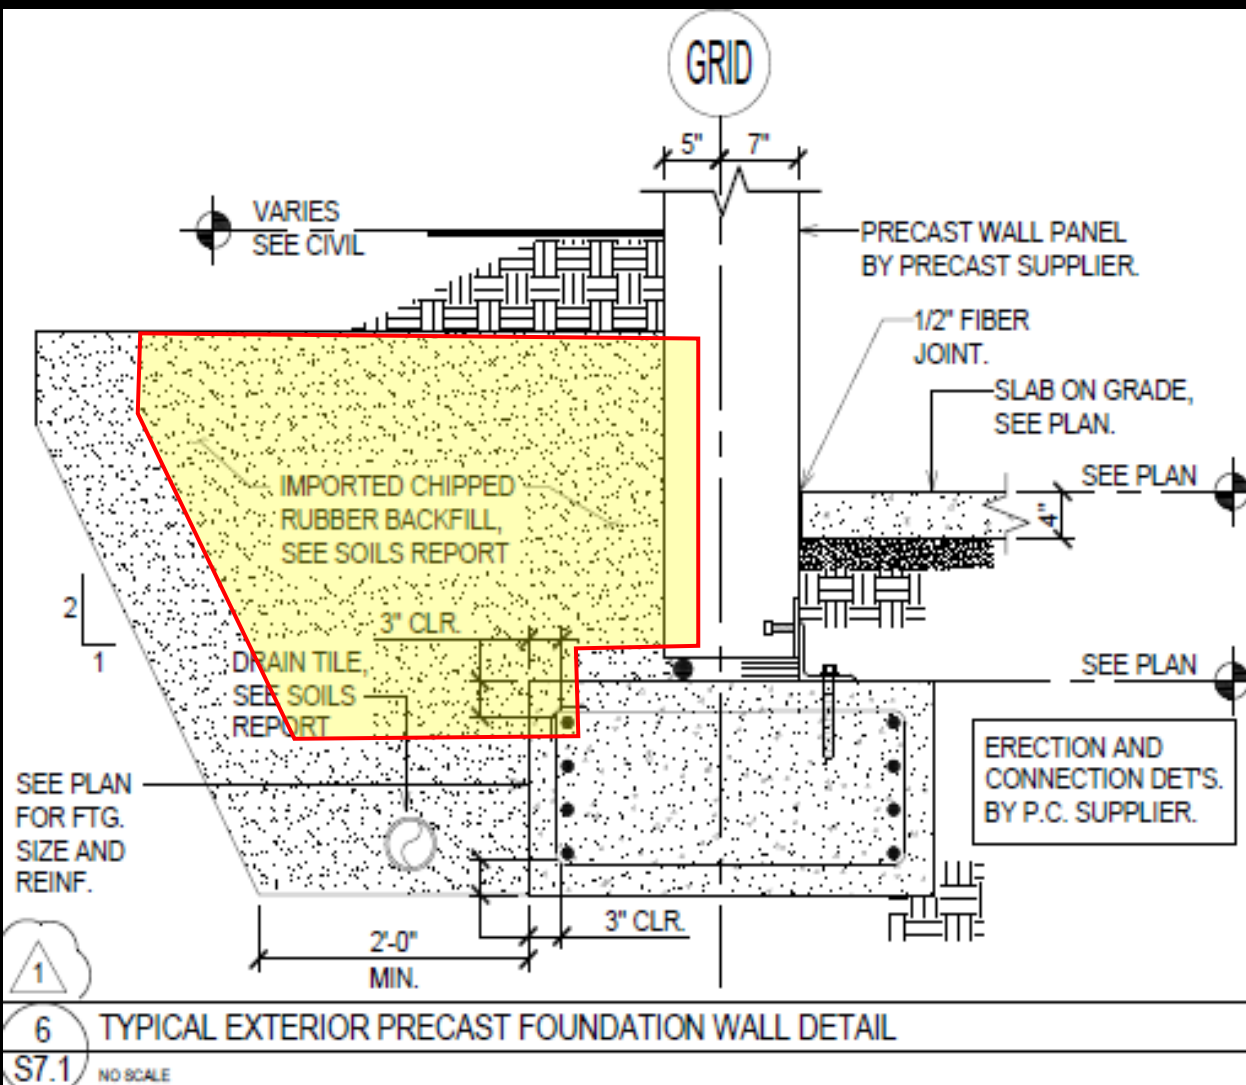 GRID
5"
7"
VARIES
SEE CIVIL
PRECAST WALL PANEL
BY PRECAST SUPPLIER.
1/2" FIBER
JOINT.
SLAB ON GRADE,
SEE PLAN.
SEE PLAN
4"
IMPORTED CHIPPED
RUBBER BACKFILL,
SEE SOILS REPORT
2
1
3" CLR.
DRAIN TILE,
SEE SOILS
REPORT
SEE PLAN
ERECTION AND
CONNECTION DET'S.
BY P.C. SUPPLIER.
SEE PLAN
FOR FTG.
SIZE AND
REINF.
3" CLR.
2'-0"
MIN.
1
6
TYPICAL EXTERIOR PRECAST FOUNDATION WALL DETAIL
S7.1
NO SCALE